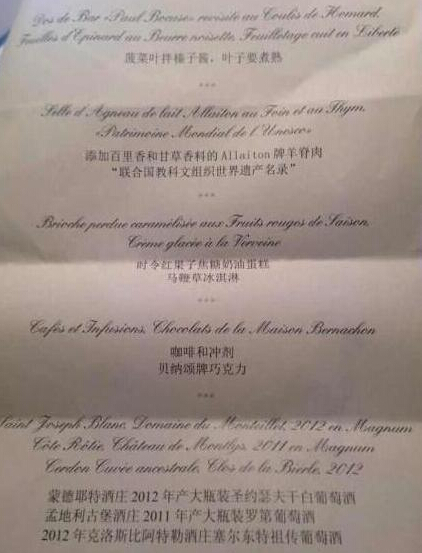 Dos de Bar «Paul Bocuse» revisité au Coulis de Homard,
Feuilles d'Epinard au Beurre noisette, Feuilletage cuit en Liberté
菠菜叶拌榛子酱，叶子要煮熟
***
Selle d'Agneau de lait Allaiton au Foin et au Thym,
«Patrimoine Mondial de l'Unesco»
添加百里香和甘草香料的Allaiton 牌羊脊肉
“联合国教科文组织世界遗产名录”
***
Brioche perdue caramélisée aux Fruits rouges de Saison,
Crème glacée à la Verveine
时令红果子焦糖奶油蛋糕
马鞭草冰淇淋
***
Cafés et Infusions, Chocolats de la Maison Bernachon
咖啡和冲剂
贝纳颂牌巧克力
***
Saint Joseph Blanc, Domaine du Monteillet, 2012 en Magnum
Côte Rôtie, Château de Montlys, 2011 en Magnum
Cerdon Cuvée ancestrale, Clos de la Bierle, 2012
蒙德耶特酒庄 2012 年产大瓶装圣约瑟夫干白葡萄酒
孟地利古堡酒庄 2011 年产大瓶装罗第葡萄酒
2012 年克洛斯比阿特勒酒庄塞尔东特祖传葡萄酒